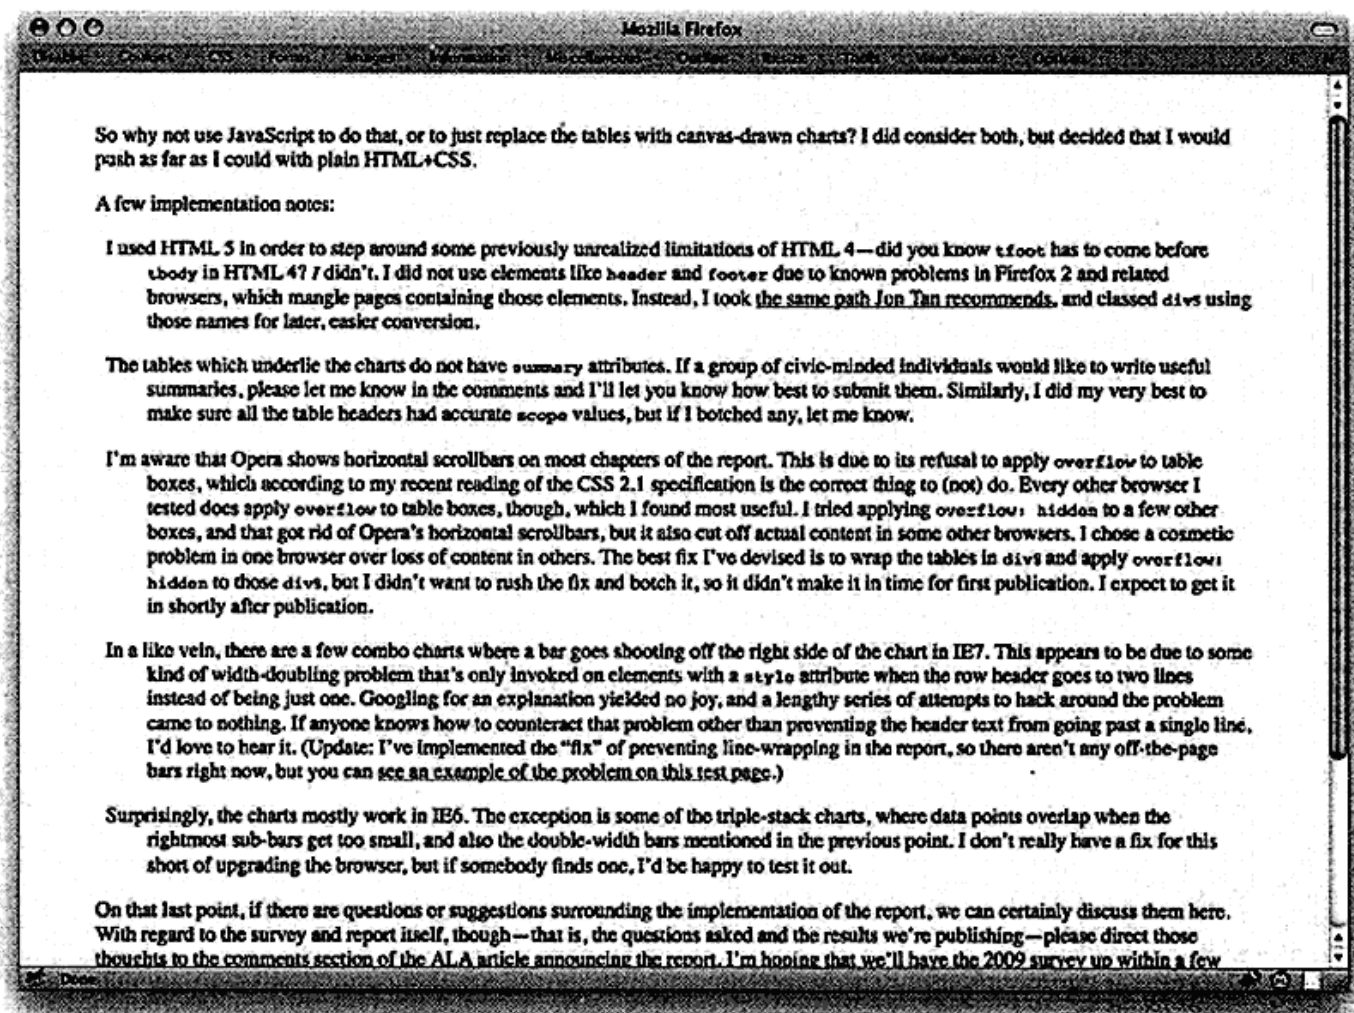 Mozilla Firefox
Disable Cookies CSS Forms Images Information Miscellaneous Outline Resize Tools View Source Options
So why not use JavaScript to do that, or to just replace the tables with canvas-drawn charts? I did consider both, but decided that I would
push as far as I could with plain HTML+CSS.
A few implementation notes:
I used HTML 5 in order to step around some previously unrealized limitations of HTML 4—did you know tfoot has to come before
tbody in HTML 4? I didn't. I did not use elements like header and footer due to known problems in Firefox 2 and related
browsers, which mangle pages containing those elements. Instead, I took the same path Jon Tan recommends, and classed divs using
those names for later, easier conversion.
The tables which underlie the charts do not have summary attributes. If a group of civic-minded individuals would like to write useful
summaries, please let me know in the comments and I'll let you know how best to submit them. Similarly, I did my very best to
make sure all the table headers had accurate scope values, but if I botched any, let me know.
I'm aware that Opera shows horizontal scrollbars on most chapters of the report. This is due to its refusal to apply overflow to table
boxes, which according to my recent reading of the CSS 2.1 specification is the correct thing to (not) do. Every other browser I
tested does apply overflow to table boxes, though, which I found most useful. I tried applying overflow: hidden to a few other
boxes, and that got rid of Opera's horizontal scrollbars, but it also cut off actual content in some other browsers. I chose a cosmetic
problem in one browser over loss of content in others. The best fix I've devised is to wrap the tables in divs and apply overflow:
hidden to those divs, but I didn't want to rush the fix and botch it, so it didn't make it in time for first publication. I expect to get it
in shortly after publication.
In a like vein, there are a few combo charts where a bar goes shooting off the right side of the chart in IE7. This appears to be due to some
kind of width-doubling problem that's only invoked on elements with a style attribute when the row header goes to two lines
instead of being just one. Googling for an explanation yielded no joy, and a lengthy series of attempts to hack around the problem
came to nothing. If anyone knows how to counteract that problem other than preventing the header text from going past a single line,
I'd love to hear it. (Update: I've implemented the "fix" of preventing line-wrapping in the report, so there aren't any off-the-page
bars right now, but you can see an example of the problem on this test page.)
Surprisingly, the charts mostly work in IE6. The exception is some of the triple-stack charts, where data points overlap when the
rightmost sub-bars get too small, and also the double-width bars mentioned in the previous point. I don't really have a fix for this
short of upgrading the browser, but if somebody finds one, I'd be happy to test it out.
On that last point, if there are questions or suggestions surrounding the implementation of the report, we can certainly discuss them here.
With regard to the survey and report itself, though—that is, the questions asked and the results we're publishing—please direct those
thoughts to the comments section of the ALA article announcing the report. I'm hoping that we'll have the 2009 survey up within a few
Done